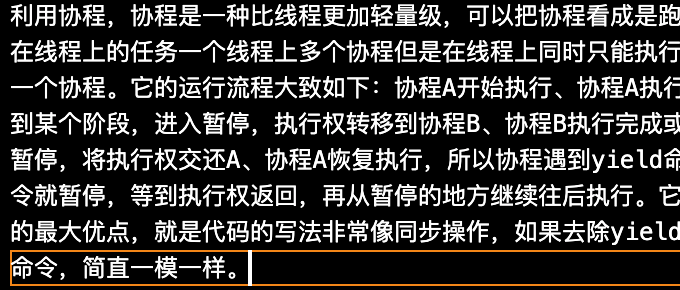 利用协程，协程是一种比线程更加轻量级，可以把协程看成是跑
在线程上的任务一个线程上多个协程但是在线程上同时只能执行
一个协程。它的运行流程大致如下：协程A开始执行、协程A执行
到某个阶段，进入暂停，执行权转移到协程B、协程B执行完成或
暂停，将执行权交还A、协程A恢复执行，所以协程遇到yield命
令就暂停，等到执行权返回，再从暂停的地方继续往后执行。它
的最大优点，就是代码的写法非常像同步操作，如果去除yield
命令，简直一模一样。